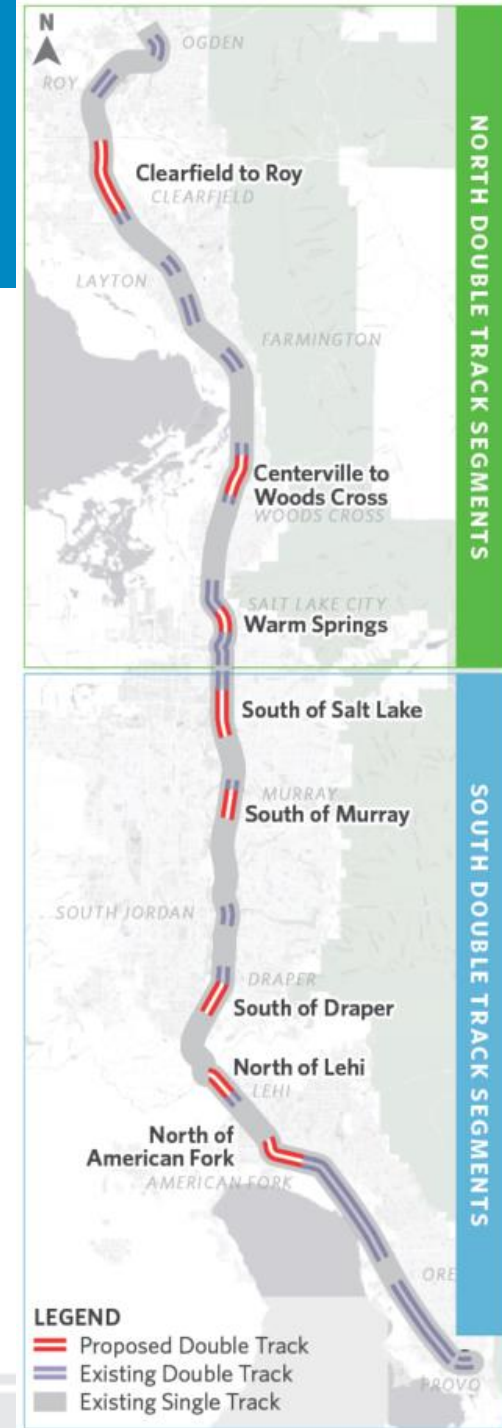 N
OGDEN
ROY
Clearfield to Roy
CLEARFIELD
LAYTON
FARMINGTON
Centerville to
Woods Cross
WOODS CROSS
SALT LAKE CITY
Warm Springs
NORTH DOUBLE TRACK SEGMENTS
South of Salt Lake
MURRAY
South of Murray
SOUTH JORDAN
DRAPER
South of Draper
North of Lehi
LEHI
North of
American Fork
AMERICAN FORK
ORE
PROVO
SOUTH DOUBLE TRACK SEGMENTS
LEGEND
Proposed Double Track
Existing Double Track
Existing Single Track